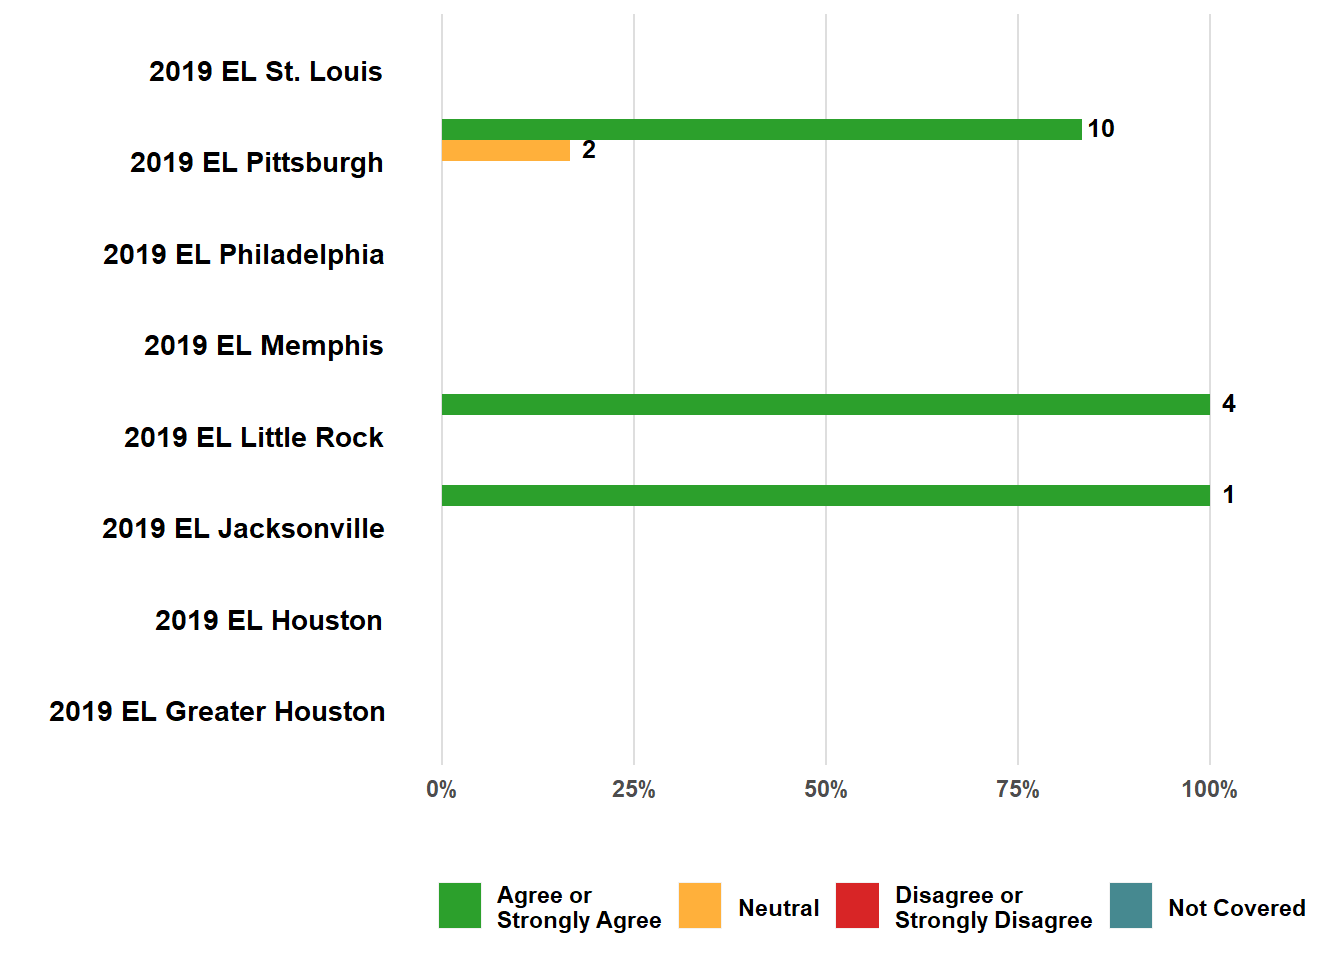 2019 EL St. Louis
10
2019 EL Pittsburgh
2
2019 EL Philadelphia
2019 EL Memphis
4
2019 EL Little Rock
1
2019 EL Jacksonville
2019 EL Houston
2019 EL Greater Houston
0% 25% 50% 75% 100%
Agree or
Strongly Agree
Neutral
Disagree or
Strongly Disagree
Not Covered